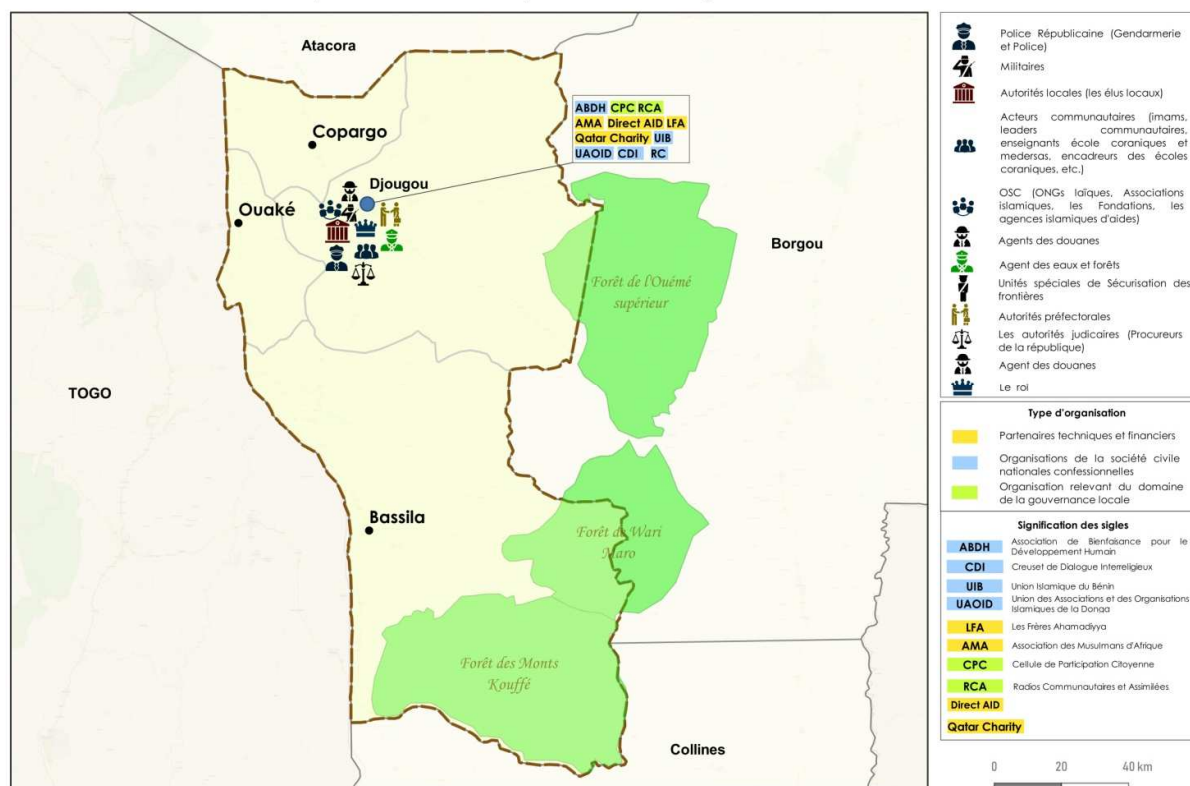 Atacora
Copargo
ABDH CPC RCA
AMA Direct AID LFA
Qatar Charity UIB
UAOID CDI RC
Djougou
Ouaké
Borgou
Forêt de l'Ouémé
supérieur
TOGO
Bassila
Forêt de Wari
Maro
Forêt des Monts
Kouffé
Collines
Police Républicaine (Gendarmerie
et Police)
Militaires
Autorités locales (les élus locaux)
Acteurs communautaires (imams,
leaders communautaires,
enseignants école coraniques et
medersas, encadreurs des écoles
coraniques, etc.)
OSC (ONGs laïques, Associations
islamiques, les Fondations, les
agences islamiques d'aides)
Agents des douanes
Agent des eaux et forêts
Unités spéciales de Sécurisation des
frontières
Autorités préfectorales
Les autorités judicaires (Procureurs
de la république)
Agent des douanes
Le roi
Type d'organisation
Partenaires techniques et financiers
Organisations de la société civile
nationales confessionnelles
Organisation relevant du domaine
de la gouvernance locale
Signification des sigles
ABDH Association de Bienfaisance pour le
Développement Humain
CDI Creuset de Dialogue Interreligieux
UIB Union Islamique du Bénin
UAOID Union des Associations et des Organisations
Islamiques de la Donga
LFA Les Frères Ahamadiyya
AMA Association des Musulmans d'Afrique
CPC Cellule de Participation Citoyenne
RCA Radios Communautaires et Assimilées
Direct AID
Qatar Charity
0 20 40 km